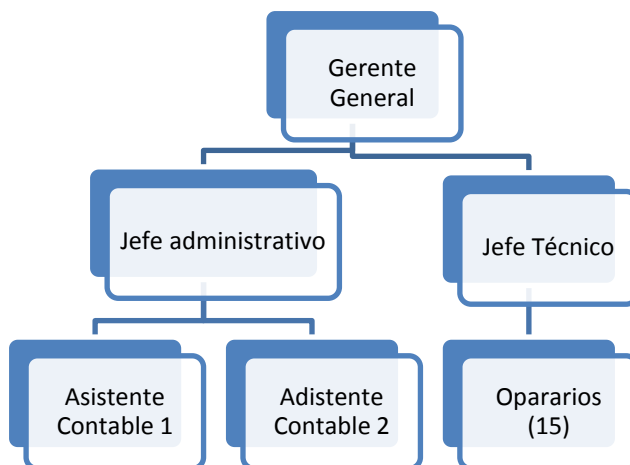 Gerente
General
Jefe administrativo
Jefe Técnico
Asistente
Contable 1
Adistente
Contable 2
Opararios
(15)